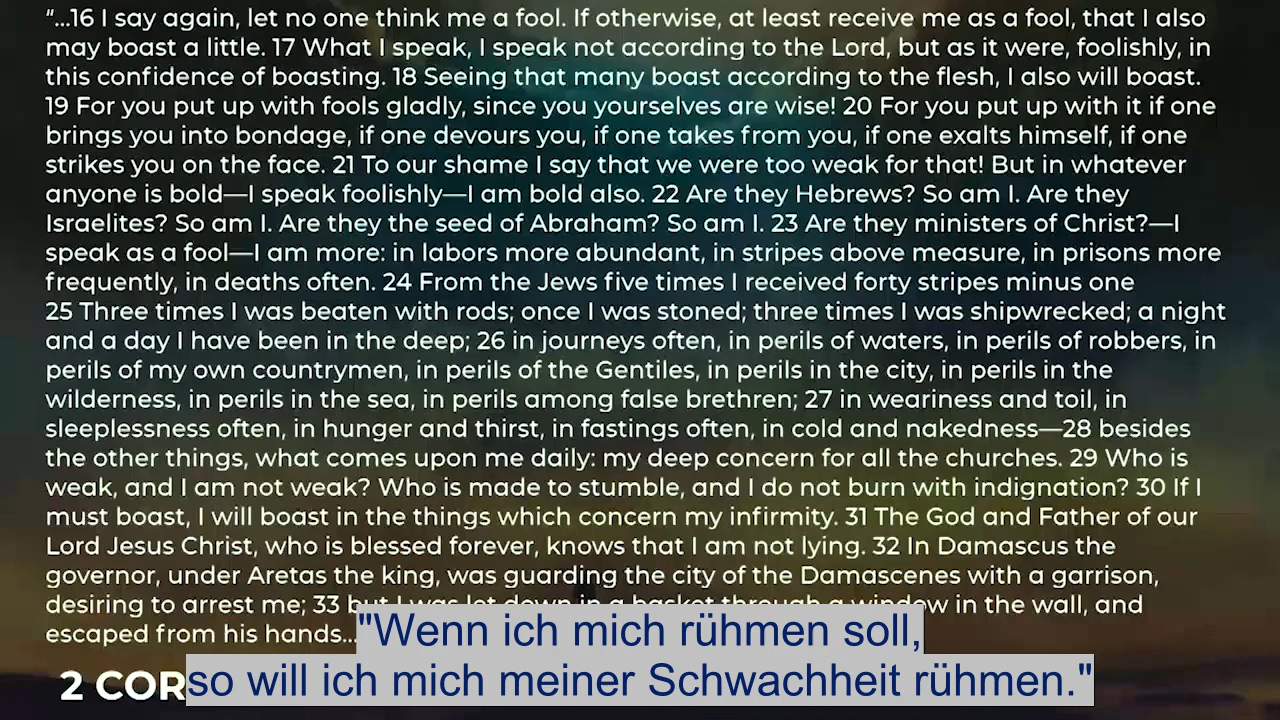 “...16 I say again, let no one think me a fool. If otherwise, at least receive me as a fool, that I also
may boast a little. 17 What I speak, I speak not according to the Lord, but as it were, foolishly, in
this confidence of boasting. 18 Seeing that many boast according to the flesh, I also will boast.
19 For you put up with fools gladly, since you yourselves are wise! 20 For you put up with it if one
brings you into bondage, if one devours you, if one takes from you, if one exalts himself, if one
strikes you on the face. 21 To our shame I say that we were too weak for that! But in whatever
anyone is bold—I speak foolishly—I am bold also. 22 Are they Hebrews? So am I. Are they
Israelites? So am I. Are they the seed of Abraham? So am I. 23 Are they ministers of Christ?—I
speak as a fool—I am more: in labors more abundant, in stripes above measure, in prisons more
frequently, in deaths often. 24 From the Jews five times I received forty stripes minus one
25 Three times I was beaten with rods; once I was stoned; three times I was shipwrecked; a night
and a day I have been in the deep; 26 in journeys often, in perils of waters, in perils of robbers, in
perils of my own countrymen, in perils of the Gentiles, in perils in the city, in perils in the
wilderness, in perils in the sea, in perils among false brethren; 27 in weariness and toil, in
sleeplessness often, in hunger and thirst, in fastings often, in cold and nakedness—28 besides
the other things, what comes upon me daily: my deep concern for all the churches. 29 Who is
weak, and I am not weak? Who is made to stumble, and I do not burn with indignation? 30 If I
must boast, I will boast in the things which concern my infirmity. 31 The God and Father of our
Lord Jesus Christ, who is blessed forever, knows that I am not lying. 32 In Damascus the
governor, under Aretas the king, was guarding the city of the Damascenes with a garrison,
desiring to arrest me; 33 but I was let down in a basket through a window in the wall, and
escaped from his hands...
"Wenn ich mich rühmen soll,
so will ich mich meiner Schwachheit rühmen."
2 COR